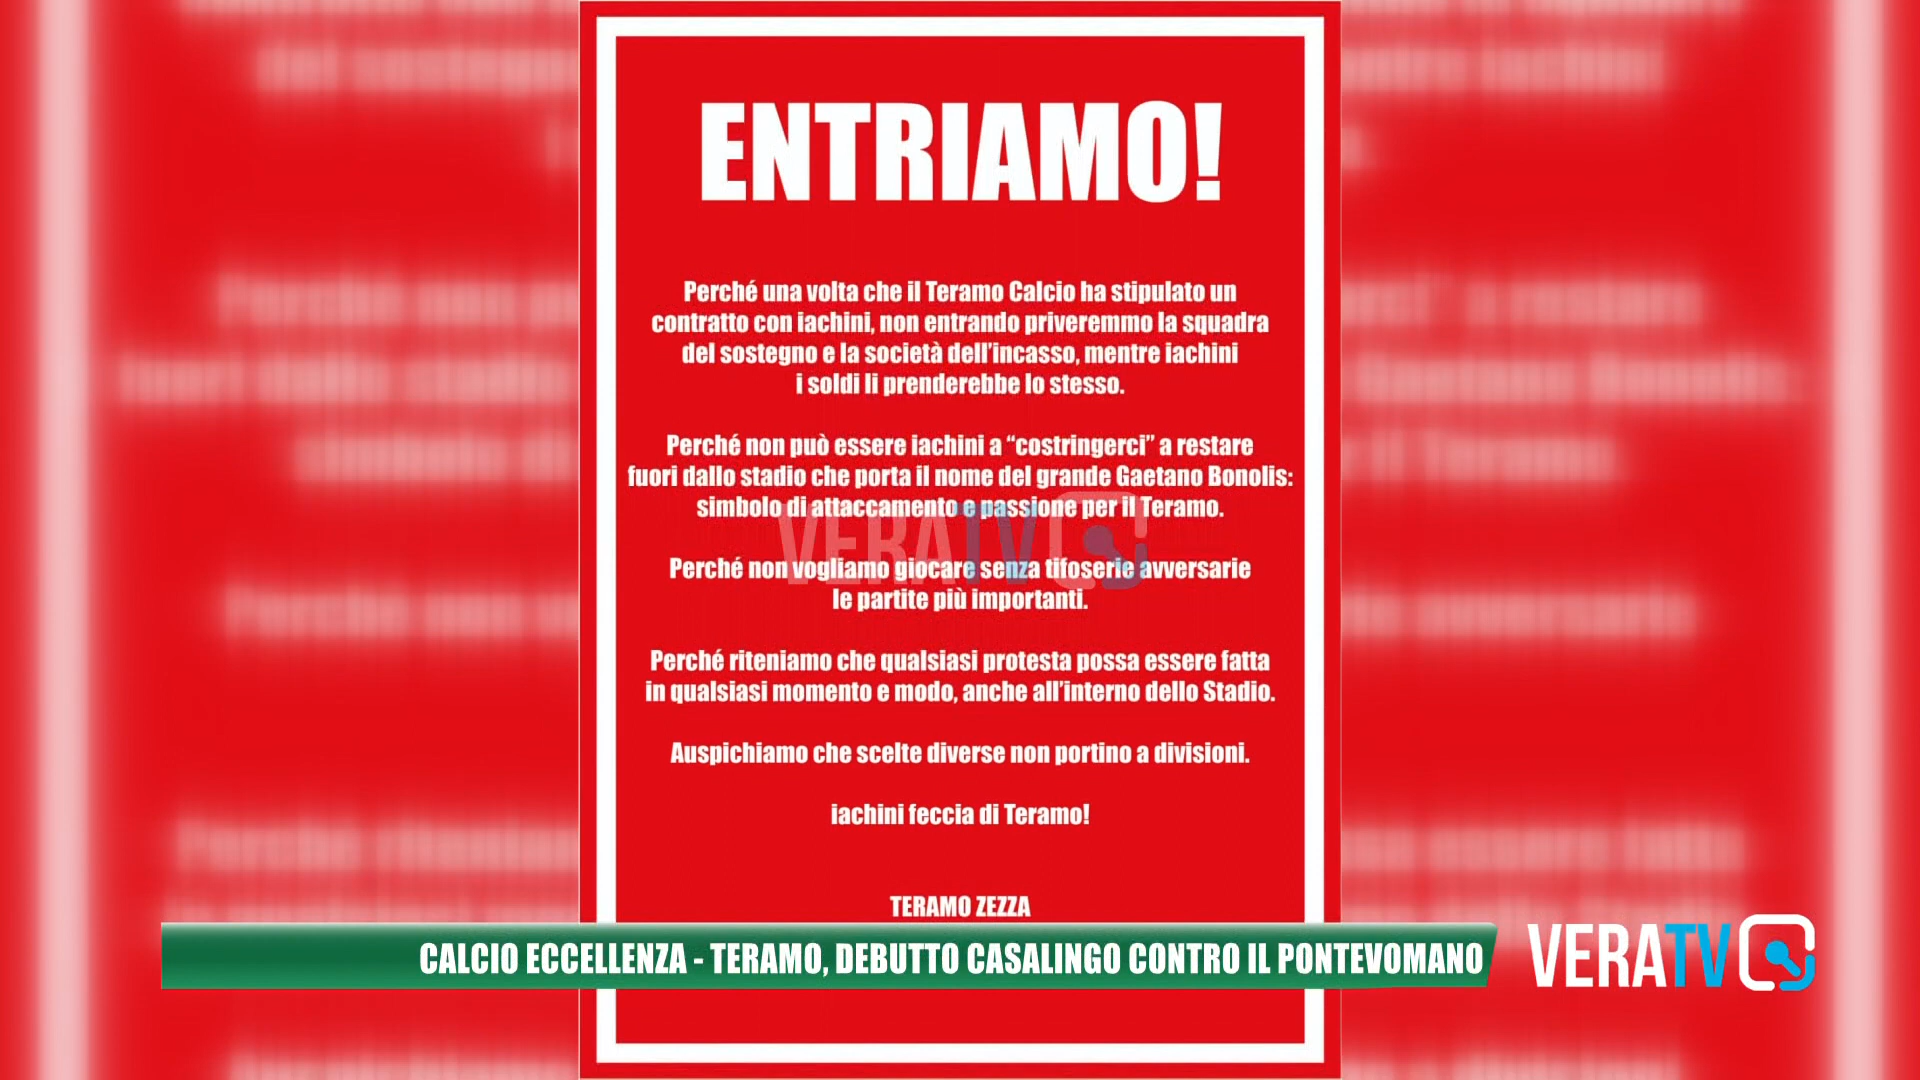 ENTRIAMO!
Perché una volta che il Teramo Calcio ha stipulato un
contratto con iachini, non entrando priveremmo la squadra
del sostegno e la società dell'incasso, mentre iachini
i soldi li prenderebbe lo stesso.
Perché non può essere iachini a “costringerci” a restare
fuori dallo stadio che porta il nome del grande Gaetano Bonolis:
simbolo di attaccamento e passione per il Teramo.
VERATV
Perché non vogliamo giocare senza tifoserie avversarie
le partite più importanti.
Perché riteniamo che qualsiasi protesta possa essere fatta
in qualsiasi momento e modo, anche all'interno dello Stadio.
Auspichiamo che scelte diverse non portino a divisioni.
iachini feccia di Teramo!
TERAMO ZEZZA
CALCIO ECCELLENZA - TERAMO, DEBUTTO CASALINGO CONTRO IL PONTEVOMANO
VERATV